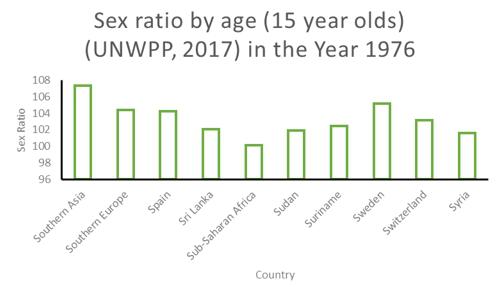 Sex ratio by age (15 year olds)
(UNWPP, 2017) in the Year 1976
108
106
104
102
100
98
96
Sex Ratio
Southern Asia
Southern Europe
Spain
Sri Lanka
Sub-Saharan Africa
Sudan
Suriname
Sweden
Switzerland
Syria
Country